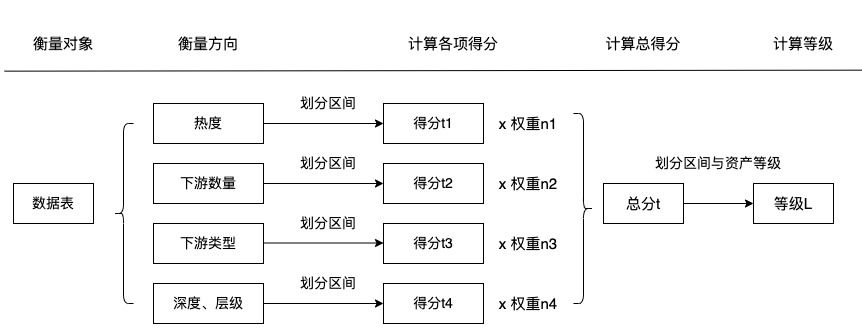 衡量对象
衡量方向
计算各项得分
计算总得分
计算等级
热度
划分区间
得分t1
x 权重n1
下游数量
划分区间
得分t2
x 权重n2
数据表
下游类型
划分区间
得分t3
x 权重n3
深度、层级
划分区间
得分t4
x 权重n4
总分t
划分区间与资产等级
等级L